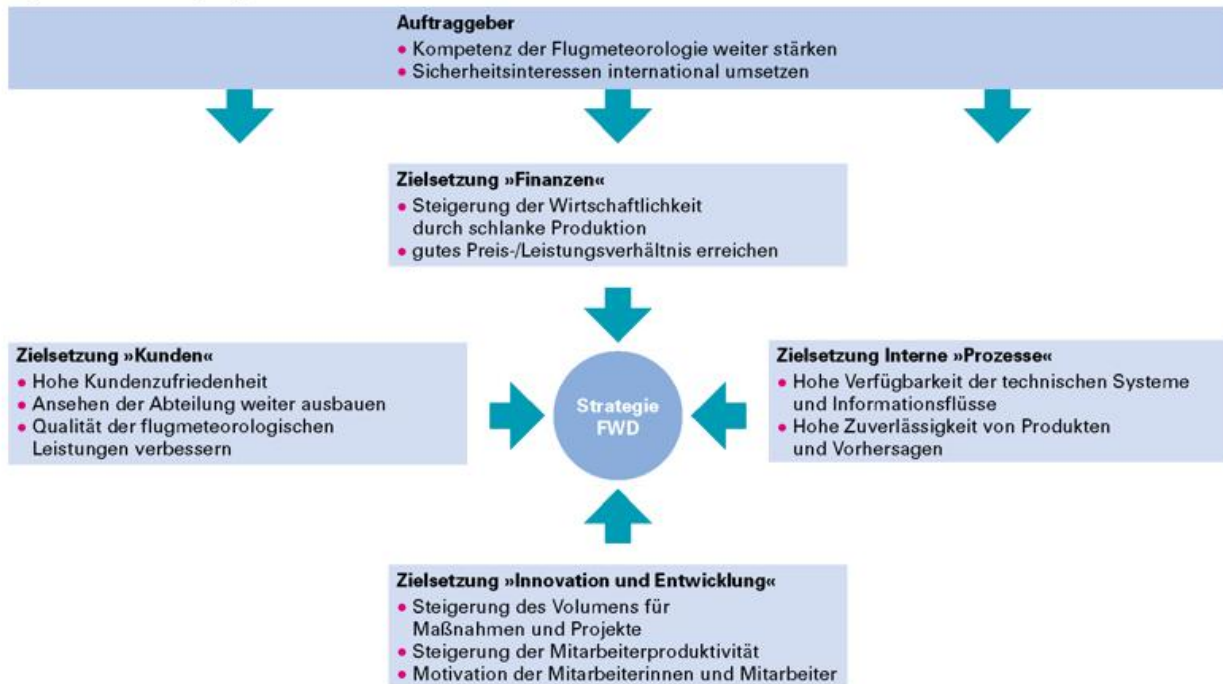 Auftraggeber
• Kompetenz der Flugmeteorologie weiter stärken
• Sicherheitsinteressen international umsetzen
Zielsetzung »Finanzen«
• Steigerung der Wirtschaftlichkeit
durch schlanke Produktion
• gutes Preis-/Leistungsverhältnis erreichen
Zielsetzung »Kunden«
• Hohe Kundenzufriedenheit
• Ansehen der Abteilung weiter ausbauen
• Qualität der flugmeteorologischen
Leistungen verbessern
Strategie
FWD
Zielsetzung Interne »Prozesse«
• Hohe Verfügbarkeit der technischen Systeme
und Informationsflüsse
• Hohe Zuverlässigkeit von Produkten
und Vorhersagen
Zielsetzung »Innovation und Entwicklung«
• Steigerung des Volumens für
Maßnahmen und Projekte
• Steigerung der Mitarbeiterproduktivität
• Motivation der Mitarbeiterinnen und Mitarbeiter